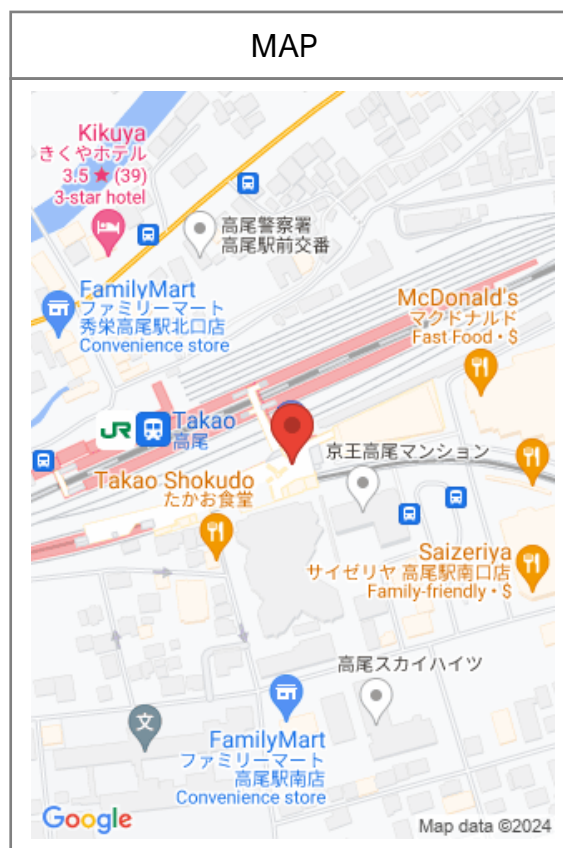 MAP
Kikuya
きくやホテル
3.5 ★ (39)
3-star hotel
高尾警察署
高尾駅前交番
FamilyMart
ファミリーマート
秀栄高尾駅北口店
Convenience store
McDonald's
マクドナルド
Fast Food • $
JR
Takao
高尾
京王高尾マンション
Takao Shokudo
たかお食堂
Saizeriya
サイゼリヤ 高尾駅南口店
Family-friendly • $
高尾スカイハイツ
文
FamilyMart
ファミリーマート
高尾駅南店
Convenience store
Google
Map data ©2024